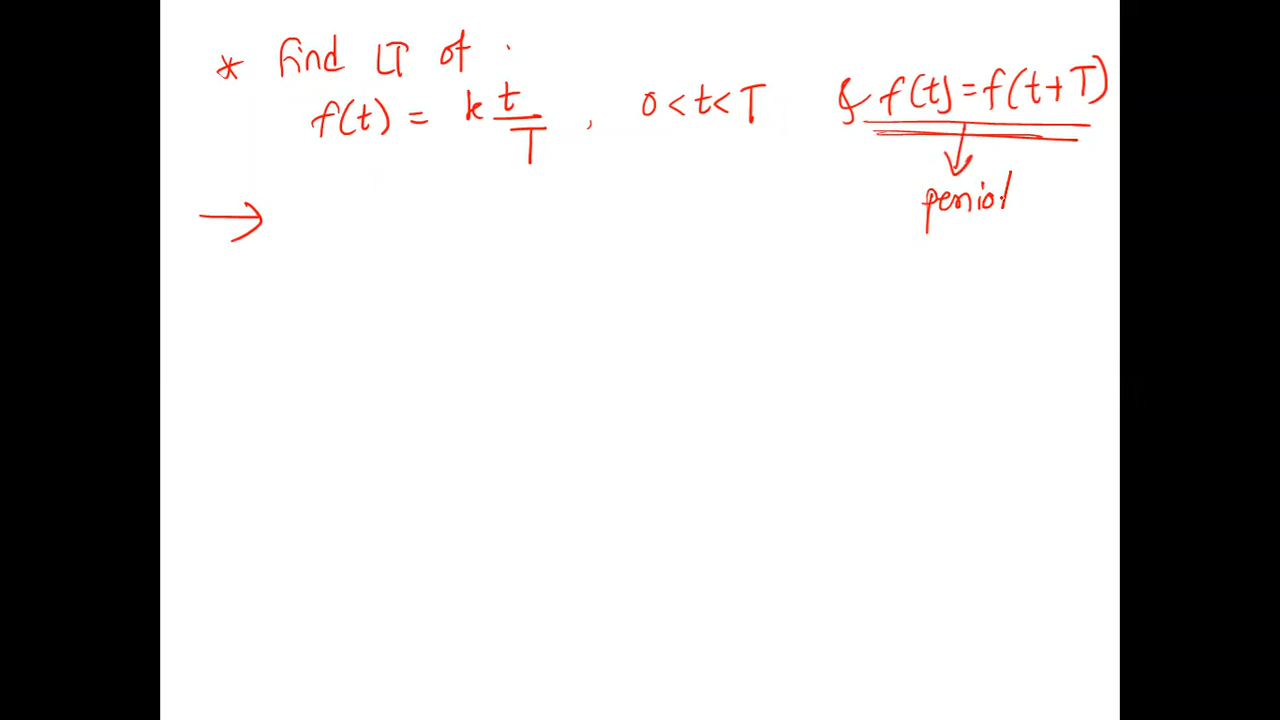 * find LT of
f(t) = k t/T , 0 < t < T & f(t) = f(t + T)
period